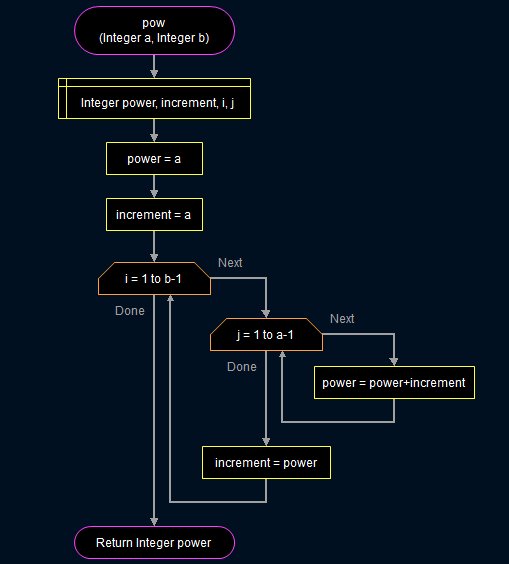 pow
(Integer a, Integer b)
Integer power, increment, i, j
power = a
increment = a
i = 1 to b-1
Next
Done
j = 1 to a-1
Next
Done
power = power+increment
increment = power
Return Integer power